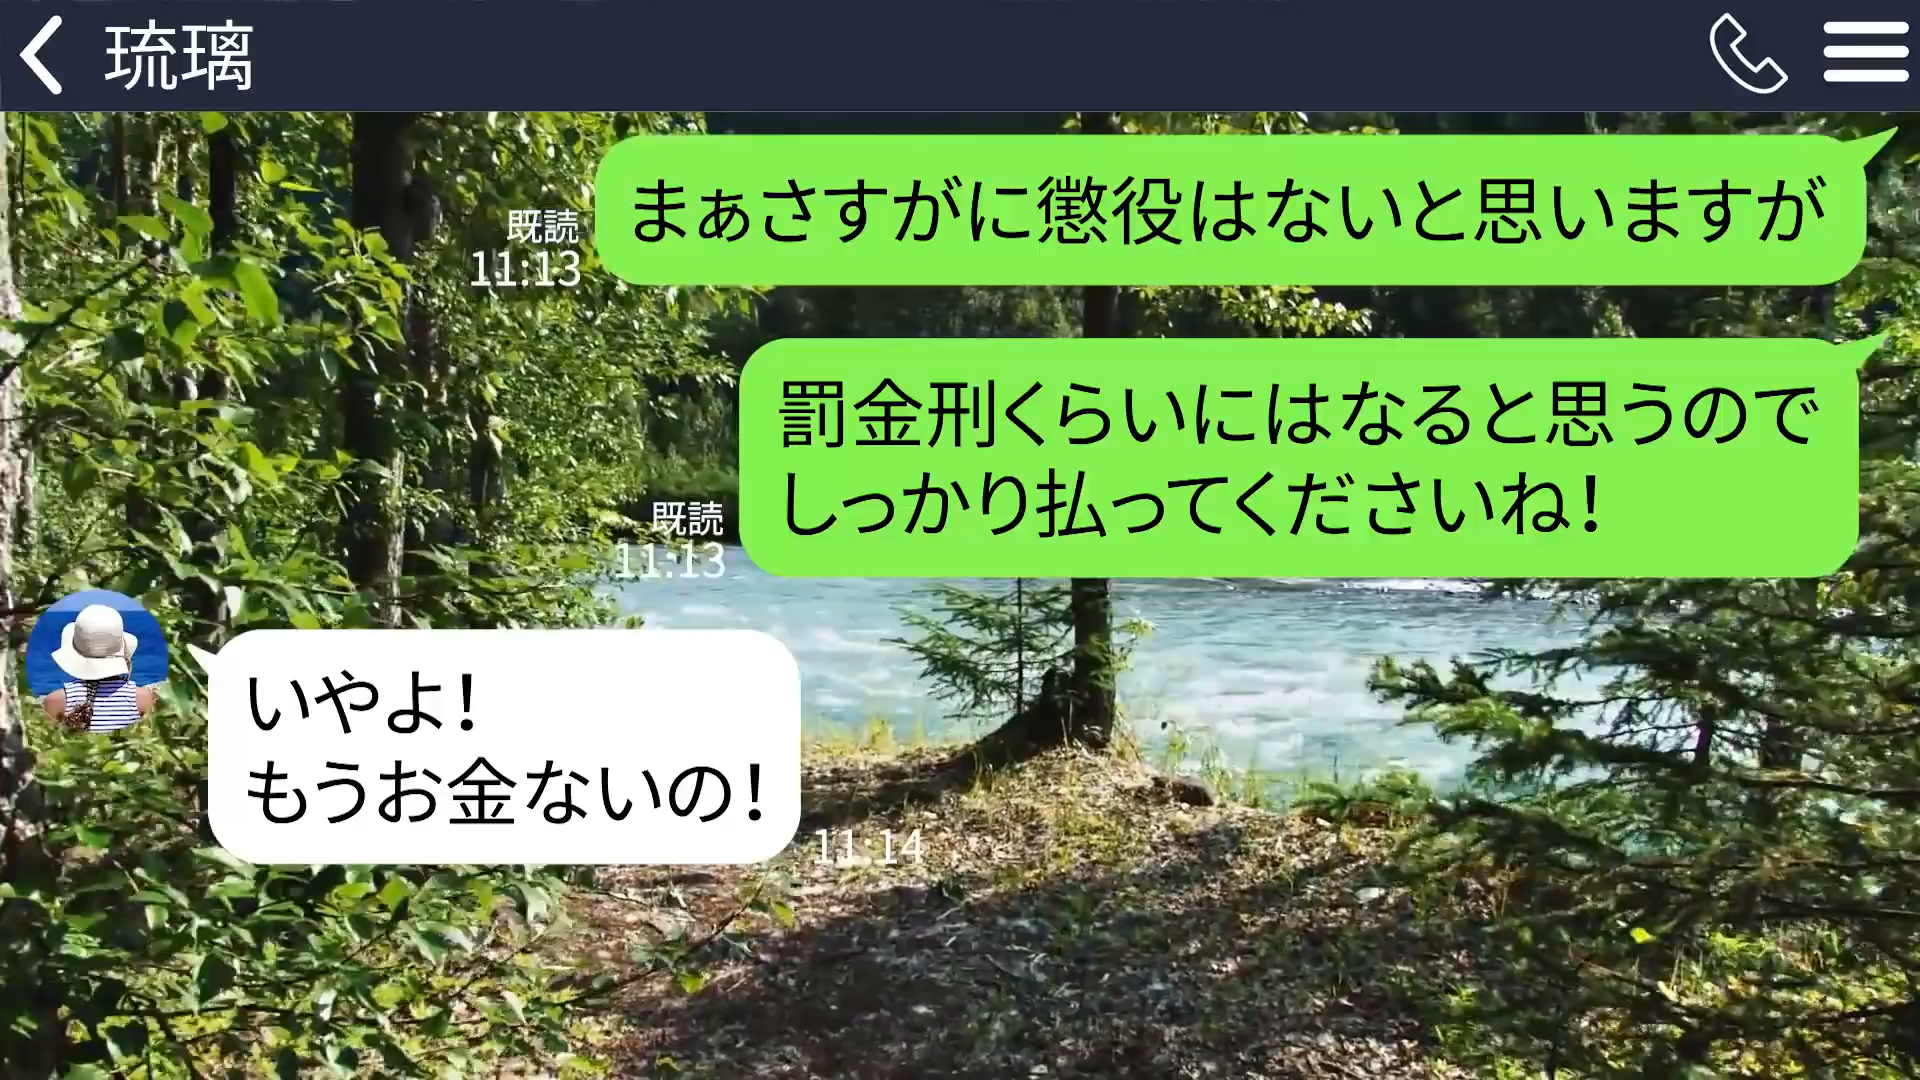 琉璃
まぁさすがに懲役はないと思いますが
既読
11:13
罰金刑くらいにはなると思うので
しっかり払ってくださいね!
既読
11:13
いやよ!
もうお金ないの!
11:14